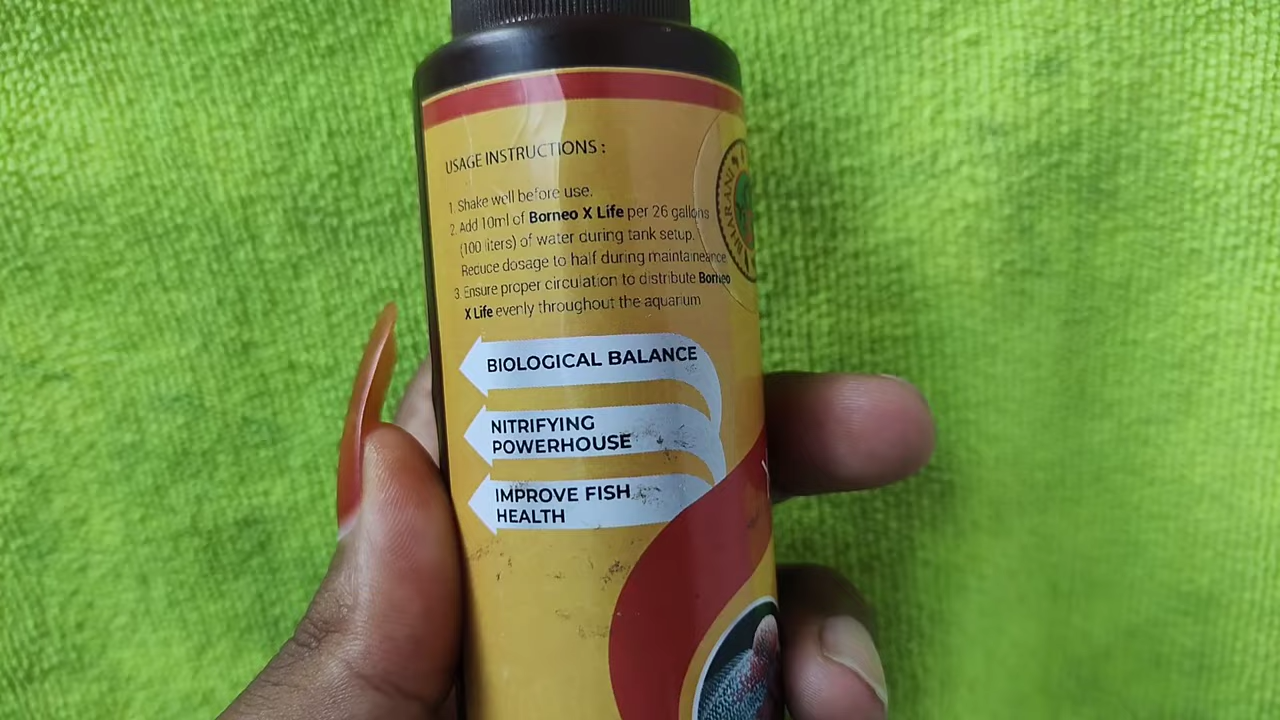 USAGE INSTRUCTIONS :
1. Shake well before use.
2. Add 10ml of Borneo X Life per 26 gallons
(100 liters) of water during tank setup.
Reduce dosage to half during maintaineance
3. Ensure proper circulation to distribute Borneo
X Life evenly throughout the aquarium
BHARANI
BIOLOGICAL BALANCE
NITRIFYING
POWERHOUSE
IMPROVE FISH
HEALTH